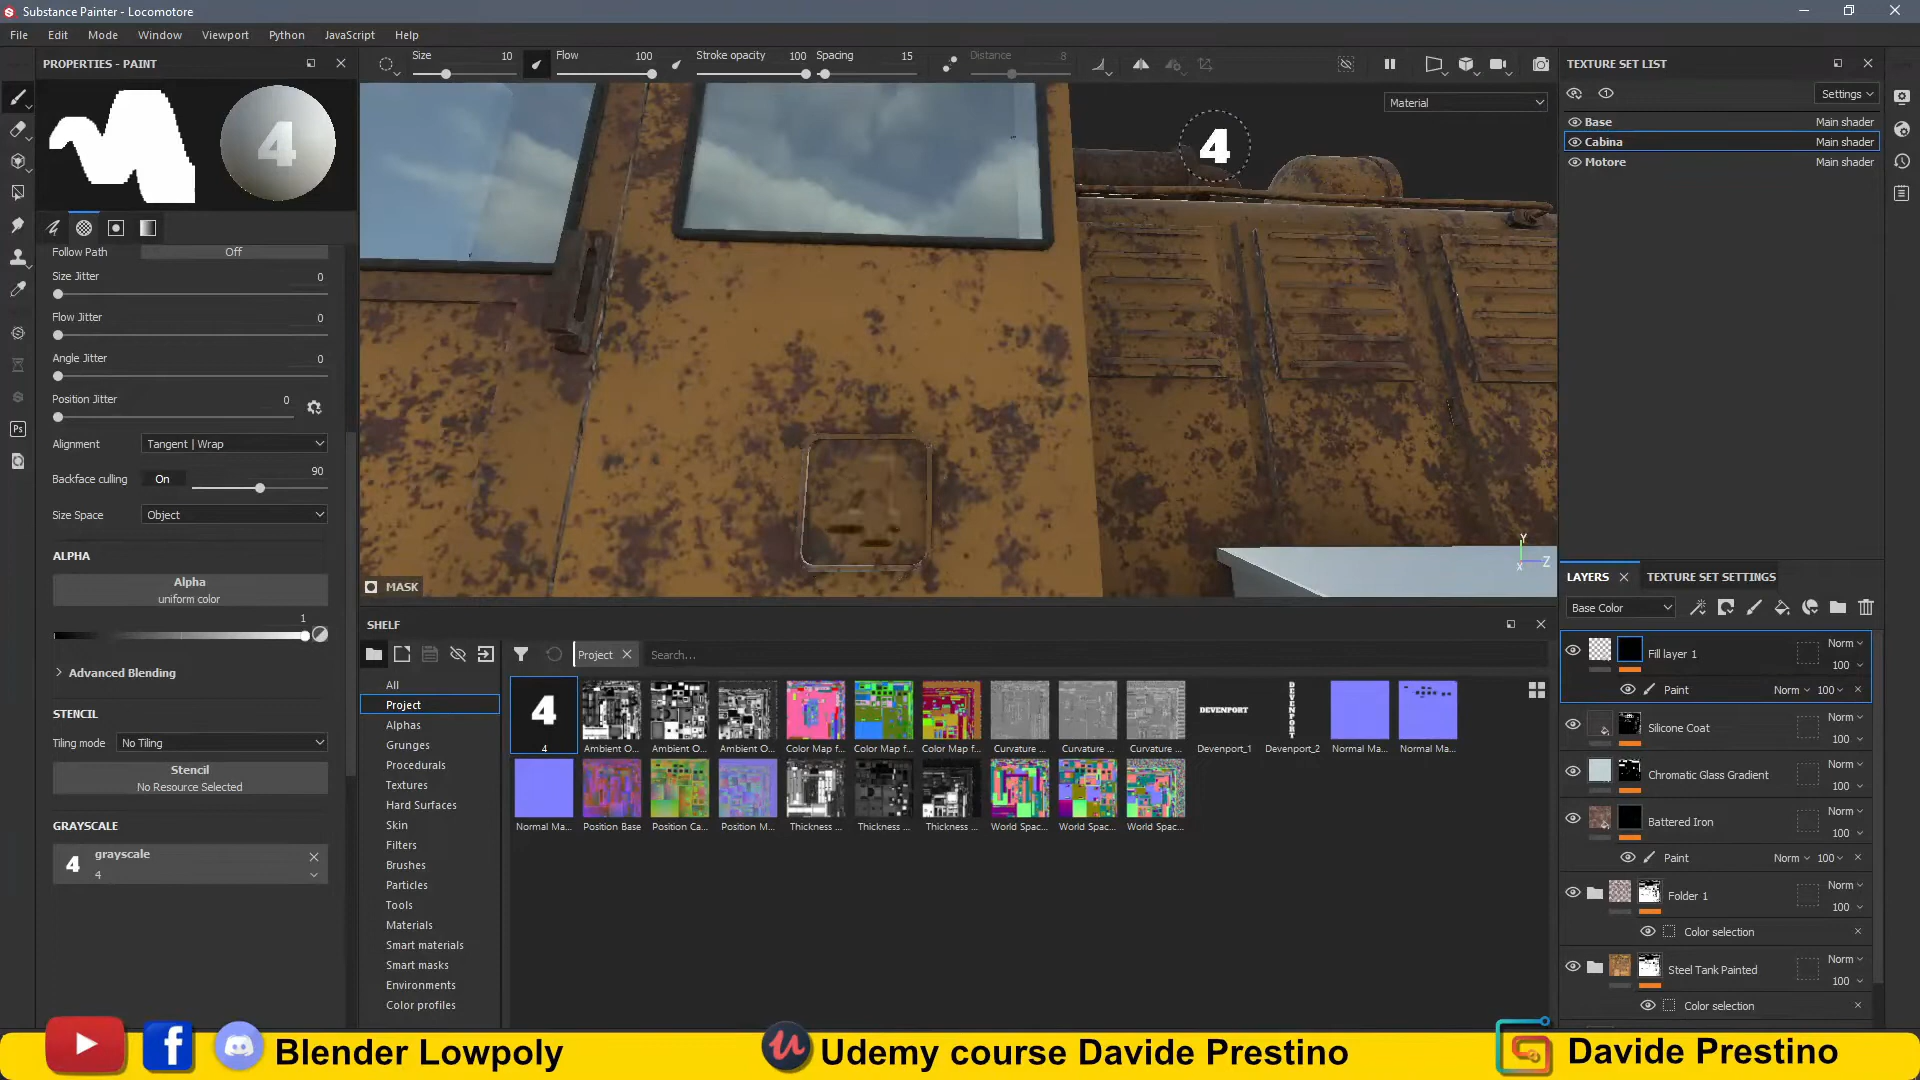 Substance Painter - Locomotore
File Edit Mode Window Viewport Python JavaScript Help
PROPERTIES - PAINT
Size 10 Flow 100 Stroke opacity 100 Spacing 15 Distance 8
TEXTURE SET LIST
Settings
Material
Base Main shader
Cabina Main shader
Motore Main shader
4
4
Follow Path Off
Size Jitter 0
Flow Jitter 0
Angle Jitter 0
Position Jitter 0
Alignment Tangent | Wrap
Backface culling On 90
Size Space Object
ALPHA
Alpha
uniform color
1
Advanced Blending
STENCIL
Tiling mode No Tiling
Stencil
No Resource Selected
GRAYSCALE
4 grayscale
4
Ps
4
Y
X Z
MASK
SHELF
Project Search...
All
Project
Alphas
Grunges
Procedurals
Textures
Hard Surfaces
Skin
Filters
Brushes
Particles
Tools
Materials
Smart materials
Smart masks
Environments
Color profiles
4 DEVENPORT DEVENPORT
4 Ambient O... Ambient O... Ambient O... Color Map f... Color Map f... Color Map f... Curvature ... Curvature ... Curvature ... Devenport_1 Devenport_2 Normal Ma... Normal Ma...
Normal Ma... Position Base Position Ca... Position M... Thickness ... Thickness ... Thickness ... World Spac... World Spac... World Spac...
LAYERS TEXTURE SET SETTINGS
Base Color
Fill layer 1 Norm 100
Paint Norm 100
Silicone Coat Norm 100
Chromatic Glass Gradient Norm 100
Battered Iron Norm 100
Paint Norm 100
Folder 1 Norm 100
Color selection
Steel Tank Painted Norm 100
Color selection
f Blender Lowpoly
Udemy course Davide Prestino
Davide Prestino